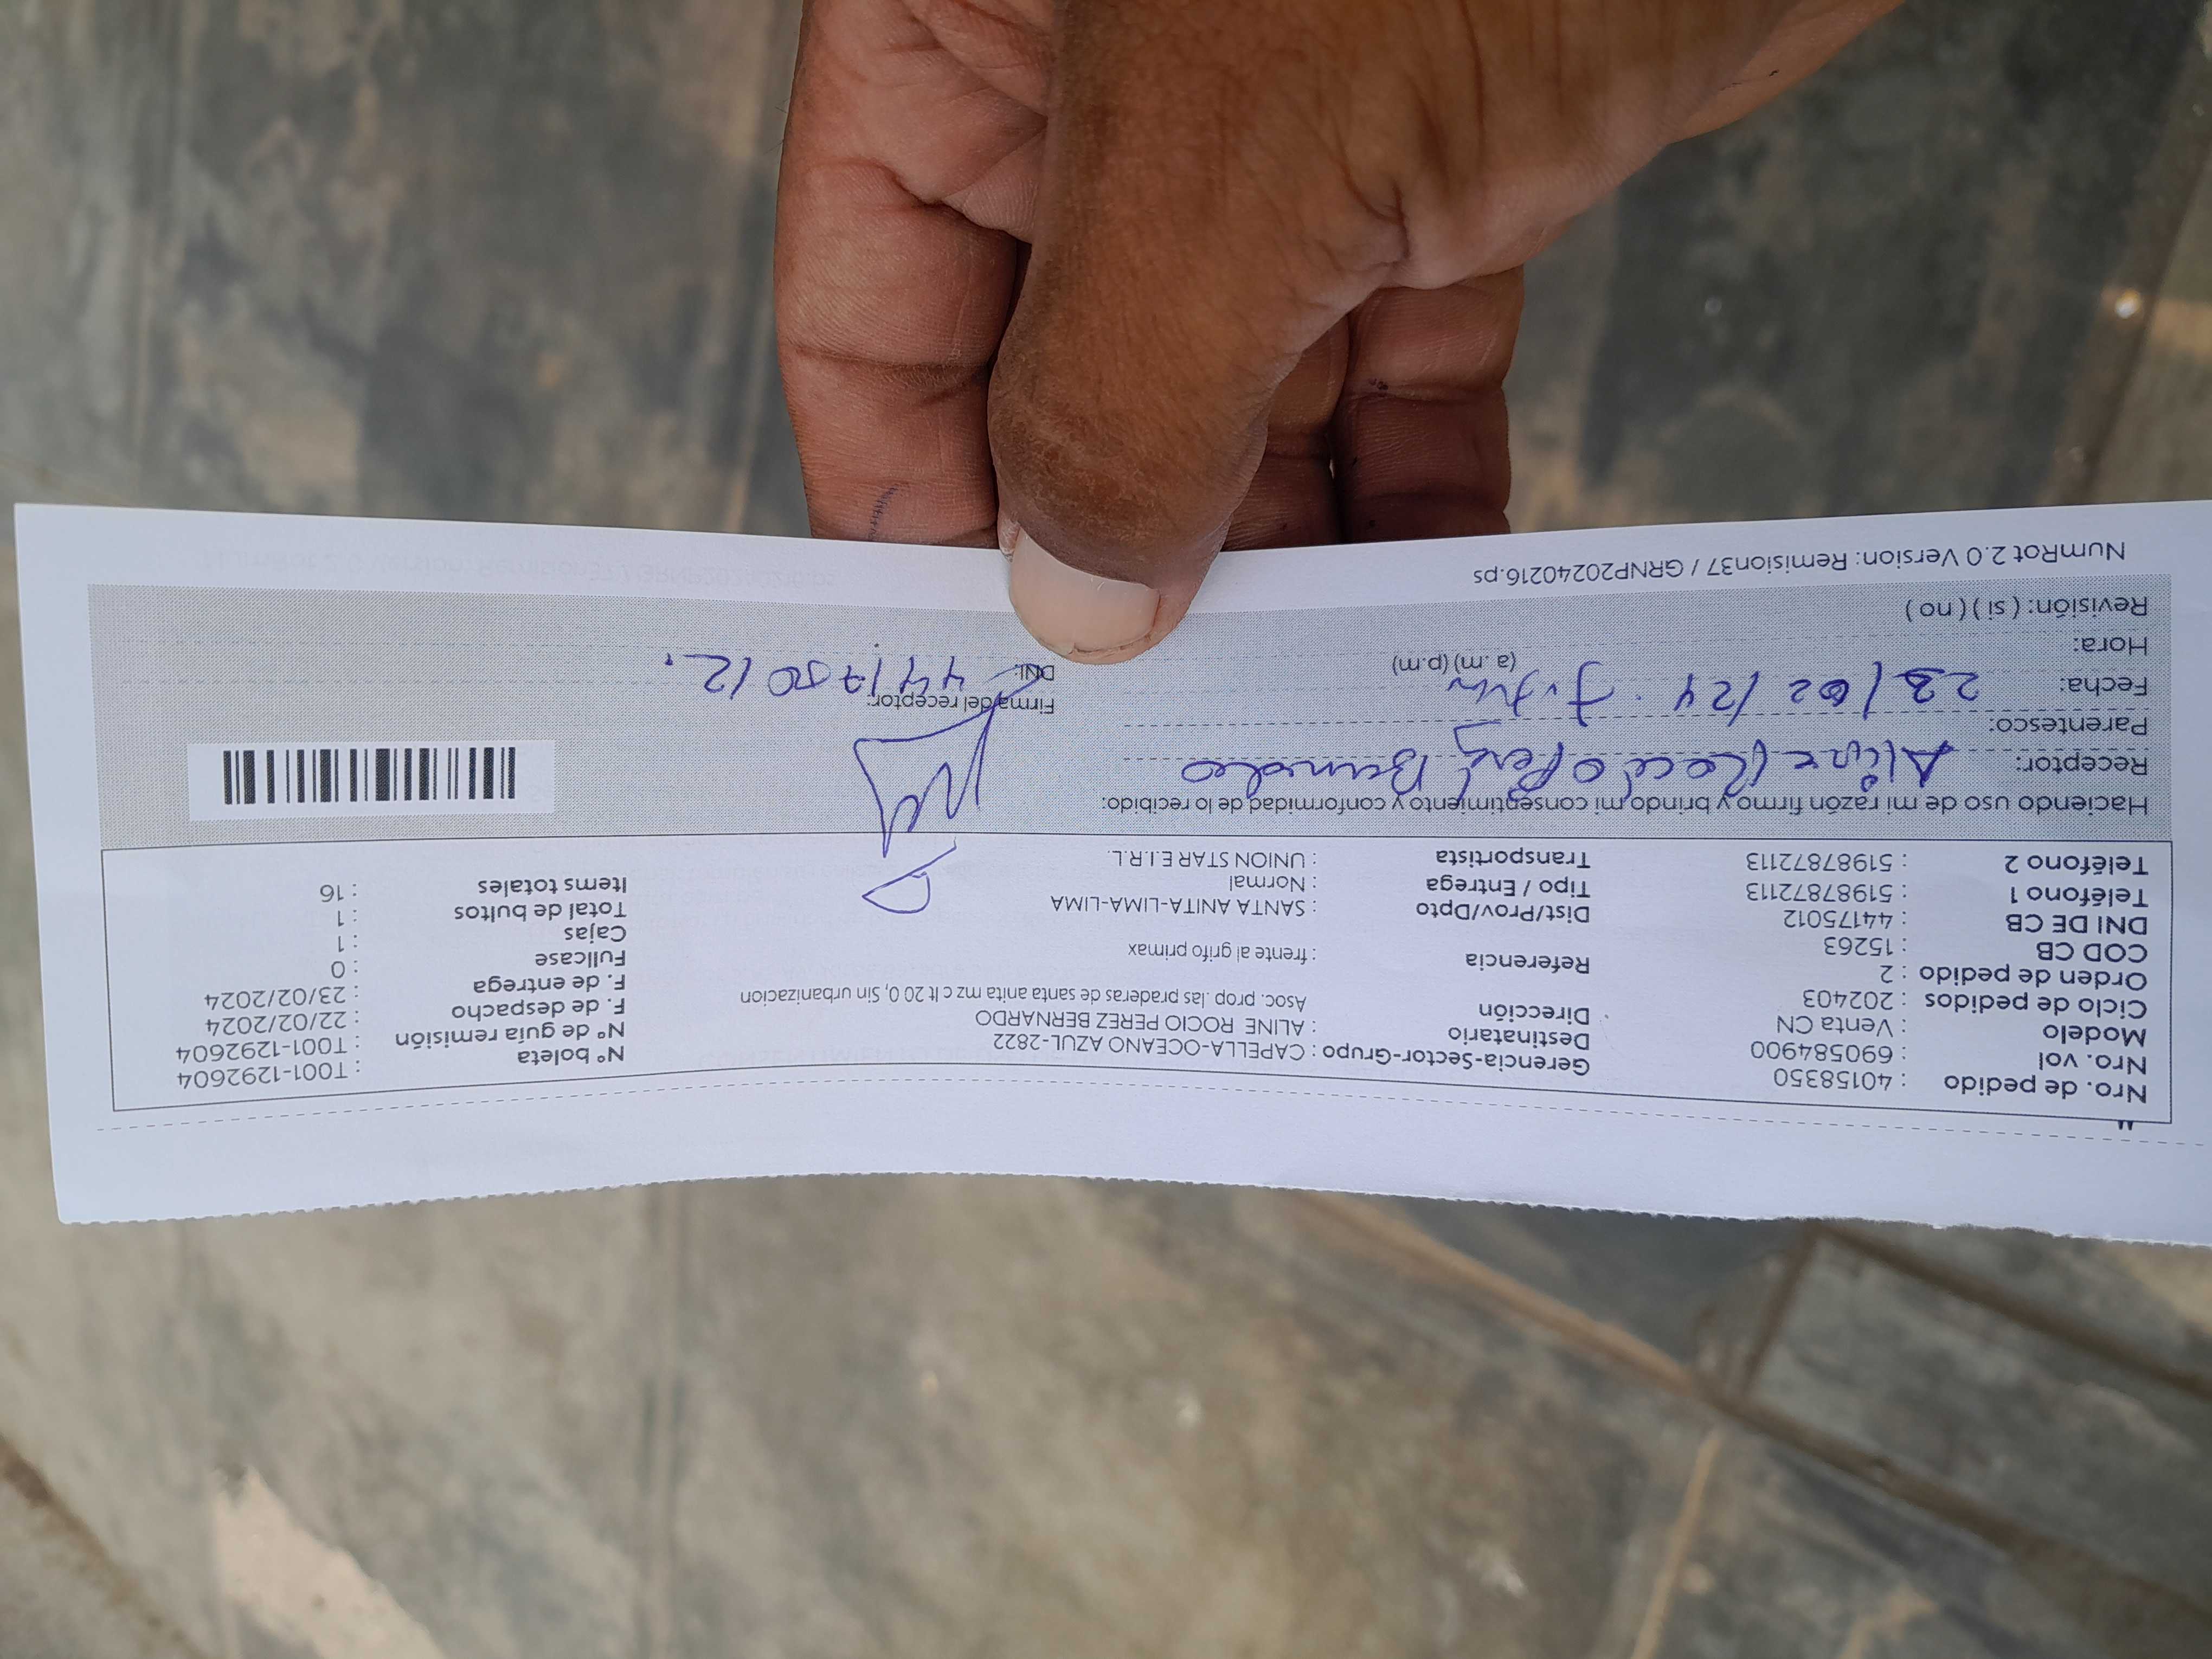 Nro. de pedido : 40158350
Nro. vol : 690584900
Modelo : Venta CN
Ciclo de pedidos : 202403
Orden de pedido : 2
COD CB : 15263
DNI DE CB : 44175012
Teléfono 1 : 51987872113
Teléfono 2 : 51987872113
Gerencia-Sector-Grupo : CAPELLA-OCEANO AZUL-2822
Destinatario : ALINE ROCIO PEREZ BERNARDO
Dirección Asoc. prop. las praderas de santa anita mz c lt 20 0, Sin urbanizacion
Referencia : frente al grifo primax
Dist/Prov/Dpto : SANTA ANITA-LIMA-LIMA
Tipo / Entrega : Normal
Transportista : UNION STAR E.I.R.L.
N° boleta : T001-1292604
N° de guía remisión : T001-1292604
F. de despacho : 22/02/2024
F. de entrega : 23/02/2024
Fullcase : 0
Cajas : 1
Total de bultos : 1
Items totales : 16
Haciendo uso de mi razón firmo y brindo mi consentimiento y conformidad de lo recibido:
Receptor: Aline Rocio Perez Bernardo
Parentesco:
Fecha: 23/02/24
Hora: (a.m) (p.m)
Revisión: ( si ) ( no )
Firma del receptor:
DNI: 44175012.
NumRot 2.0 Version: Remision37 / GRNP20240216.ps